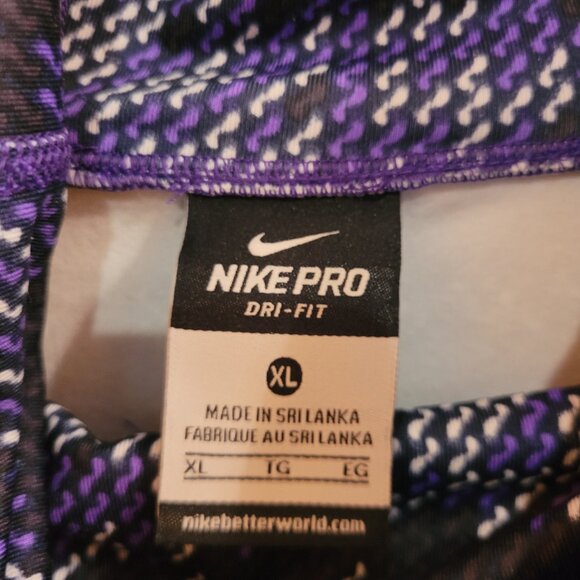 NIKE PRO
DRI-FIT
XL
MADE IN SRI LANKA
FABRIQUE AU SRI LANKA
XL TG EG
nikebetterworld.com